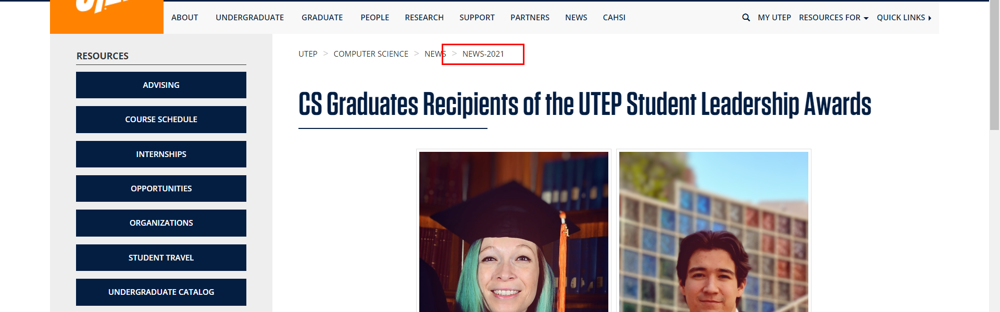 ABOUT UNDERGRADUATE GRADUATE PEOPLE RESEARCH SUPPORT PARTNERS NEWS CAHSI MY UTEP RESOURCES FOR QUICK LINKS
RESOURCES
ADVISING
COURSE SCHEDULE
INTERNSHIPS
OPPORTUNITIES
ORGANIZATIONS
STUDENT TRAVEL
UNDERGRADUATE CATALOG
UTEP > COMPUTER SCIENCE > NEWS > NEWS-2021
CS Graduates Recipients of the UTEP Student Leadership Awards